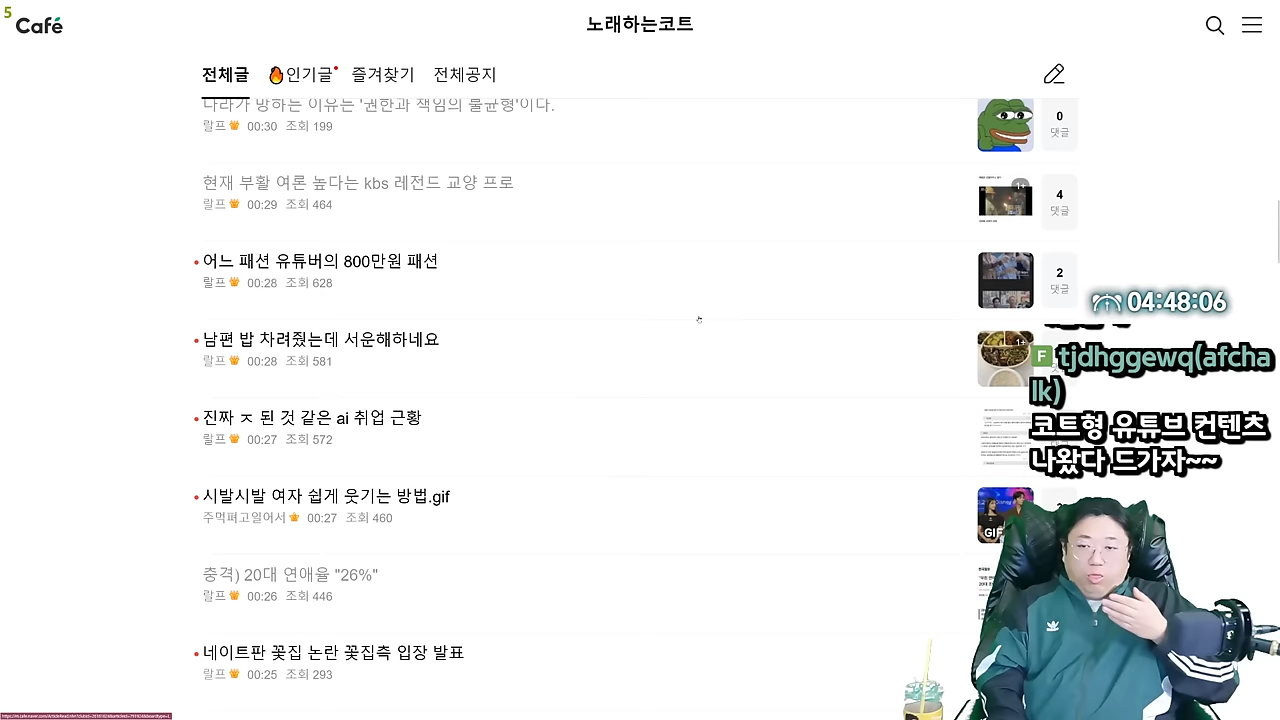 5
Café
노래하는코트
전체글 🔥인기글 즐겨찾기 전체공지
나라가 망하는 이유는 '권한과 책임의 불균형'이다.
랄프 00:30 조회 199
0
댓글
현재 부활 여론 높다는 kbs 레전드 교양 프로
랄프 00:29 조회 464
1+
4
댓글
어느 패션 유튜버의 800만원 패션
랄프 00:28 조회 628
2
댓글
04:48:06
남편 밥 차려줬는데 서운해하네요
랄프 00:28 조회 581
1+
F tjdhggewq(afcha
lk)
코트형 유튜브 컨텐츠
나왔다 드가자~~
진짜 ㅈ 된 것 같은 ai 취업 근황
랄프 00:27 조회 572
시발시발 여자 쉽게 웃기는 방법.gif
주먹펴고일어서 00:27 조회 460
GIF
충격) 20대 연애율 "26%"
랄프 00:26 조회 446
네이트판 꽃집 논란 꽃집측 입장 발표
랄프 00:25 조회 293